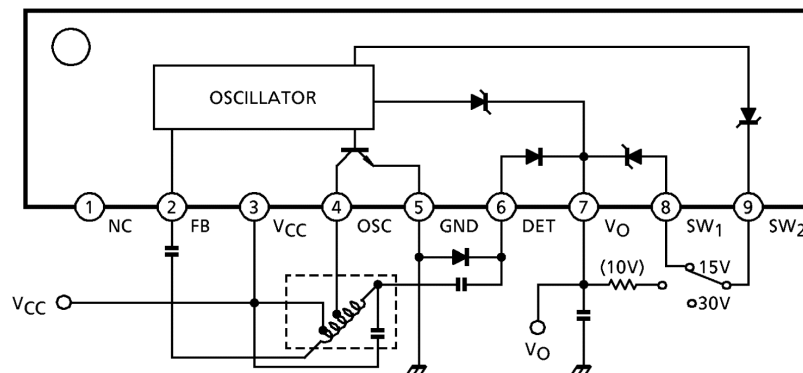 OSCILLATOR
1 NC 2 FB 3 VCC 4 OSC 5 GND 6 DET 7 VO 8 SW1 9 SW2
(10V) 15V
VCC 30V
VO